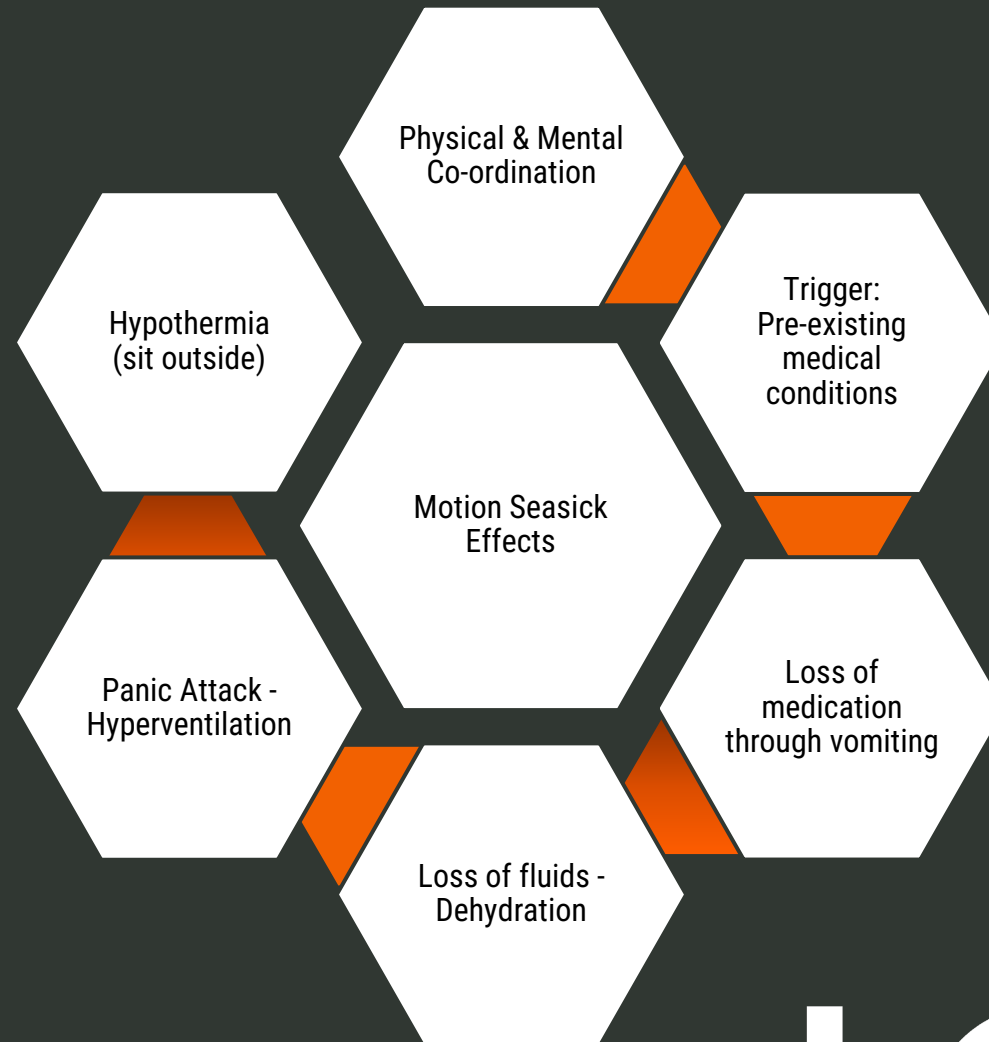 Physical & Mental
Co-ordination
Hypothermia
(sit outside)
Trigger:
Pre-existing
medical
conditions
Motion Seasick
Effects
Panic Attack -
Hyperventilation
Loss of
medication
through vomiting
Loss of fluids -
Dehydration